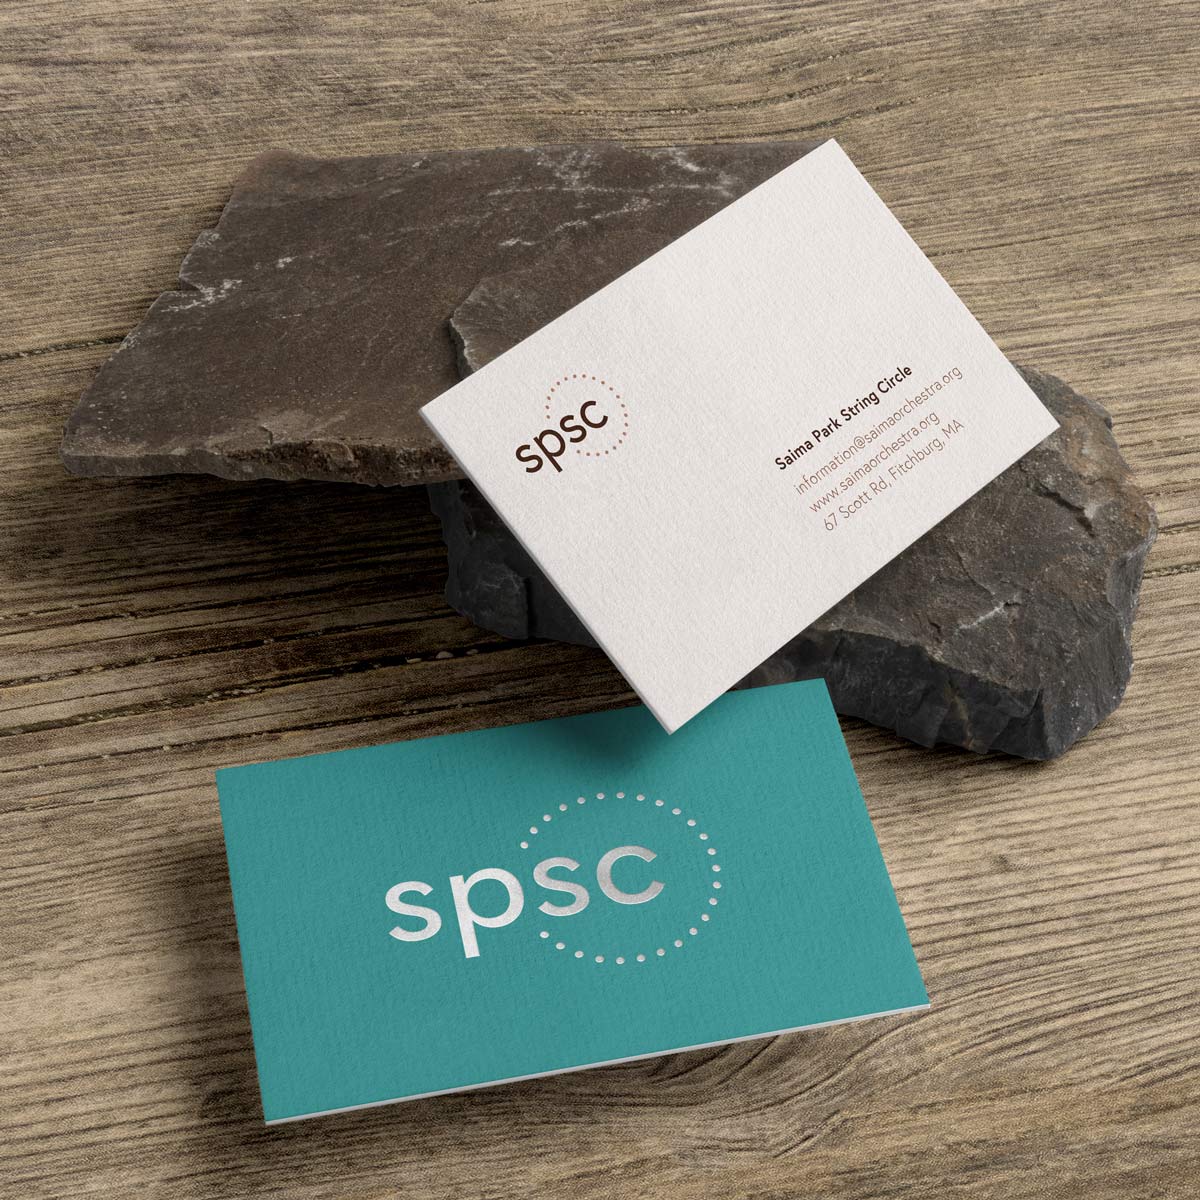 spsc
Saima Park String Circle
information@saimaorchestra.org
www.saimaorchestra.org
67 Scott Rd, Fitchburg, MA
spsc